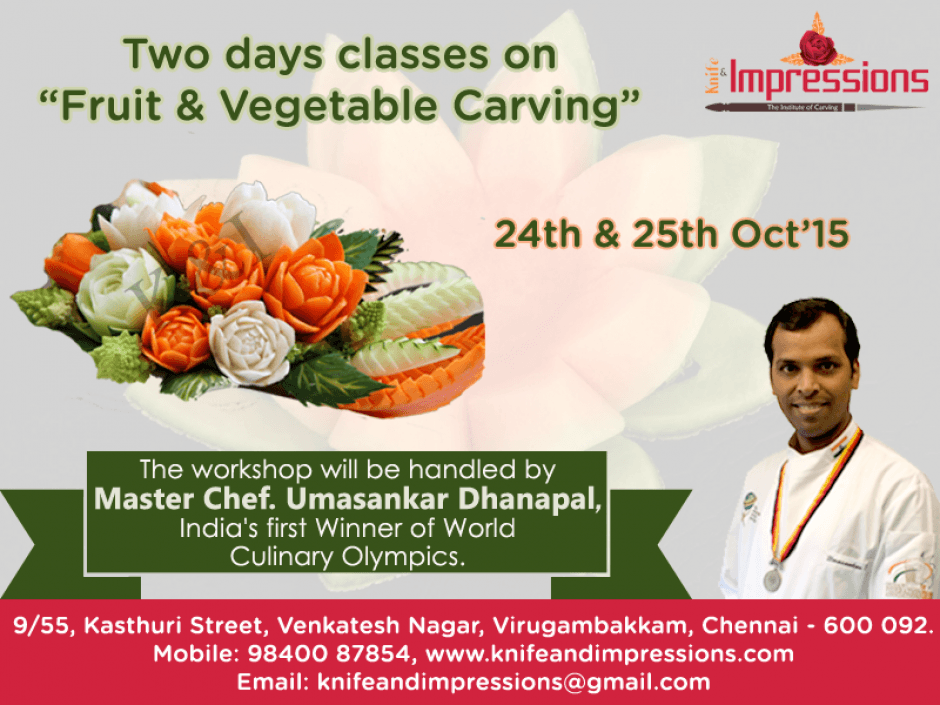 Two days classes on
“Fruit & Vegetable Carving”
Knife & Impressions
The Institute of Carving
24th & 25th Oct’15
K & I
The workshop will be handled by
Master Chef. Umasankar Dhanapal,
India's first Winner of World
Culinary Olympics.
9/55, Kasthuri Street, Venkatesh Nagar, Virugambakkam, Chennai - 600 092.
Mobile: 98400 87854, www.knifeandimpressions.com
Email: knifeandimpressions@gmail.com